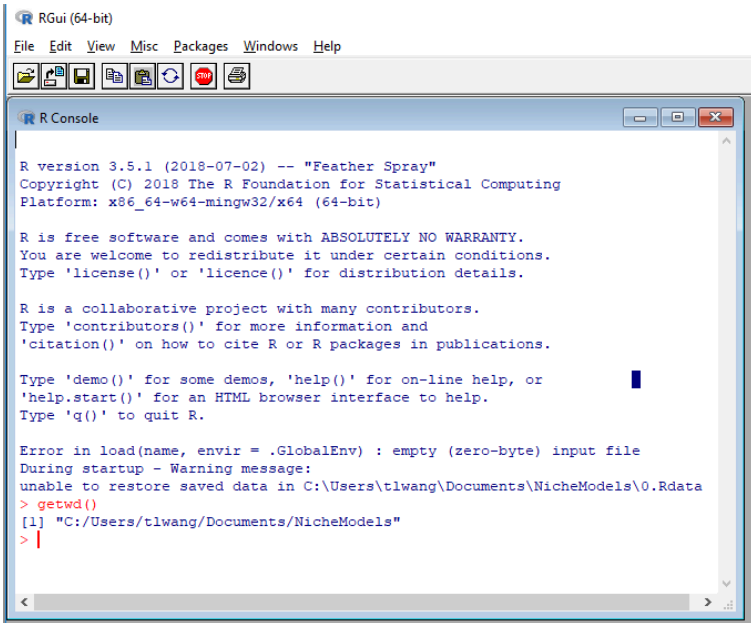 RGui (64-bit)
File Edit View Misc Packages Windows Help
STOP
R Console
R version 3.5.1 (2018-07-02) -- "Feather Spray"
Copyright (C) 2018 The R Foundation for Statistical Computing
Platform: x86_64-w64-mingw32/x64 (64-bit)
R is free software and comes with ABSOLUTELY NO WARRANTY.
You are welcome to redistribute it under certain conditions.
Type 'license()' or 'licence()' for distribution details.
R is a collaborative project with many contributors.
Type 'contributors()' for more information and
'citation()' on how to cite R or R packages in publications.
Type 'demo()' for some demos, 'help()' for on-line help, or
'help.start()' for an HTML browser interface to help.
Type 'q()' to quit R.
Error in load(name, envir = .GlobalEnv) : empty (zero-byte) input file
During startup - Warning message:
unable to restore saved data in C:\Users\tlwang\Documents\NicheModels\0.Rdata
> getwd()
[1] "C:/Users/tlwang/Documents/NicheModels"
>